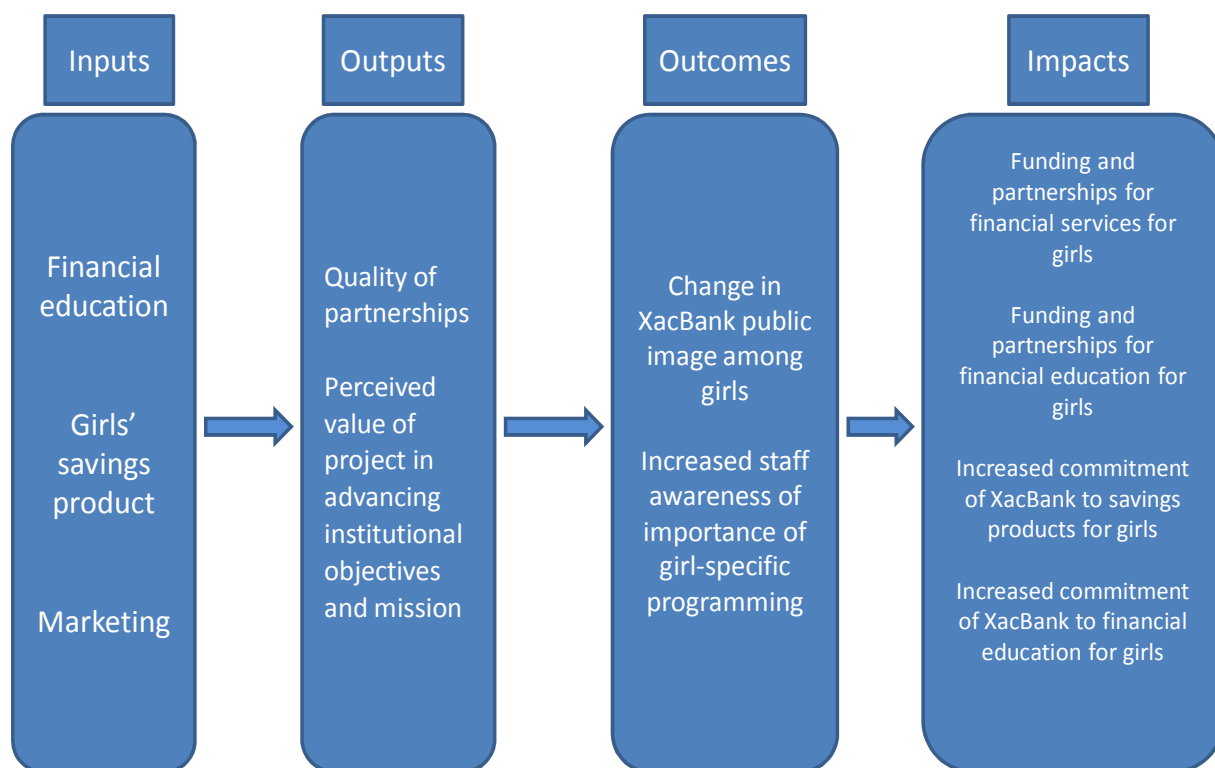 Inputs
Outputs
Outcomes
Impacts
Financial
education
Girls’
savings
product
Marketing
Quality of
partnerships
Perceived
value of
project in
advancing
institutional
objectives
and mission
Change in
XacBank public
image among
girls
Increased staff
awareness of
importance of
girl-specific
programming
Funding and
partnerships for
financial services for
girls
Funding and
partnerships for
financial education for
girls
Increased commitment
of XacBank to savings
products for girls
Increased commitment
of XacBank to financial
education for girls